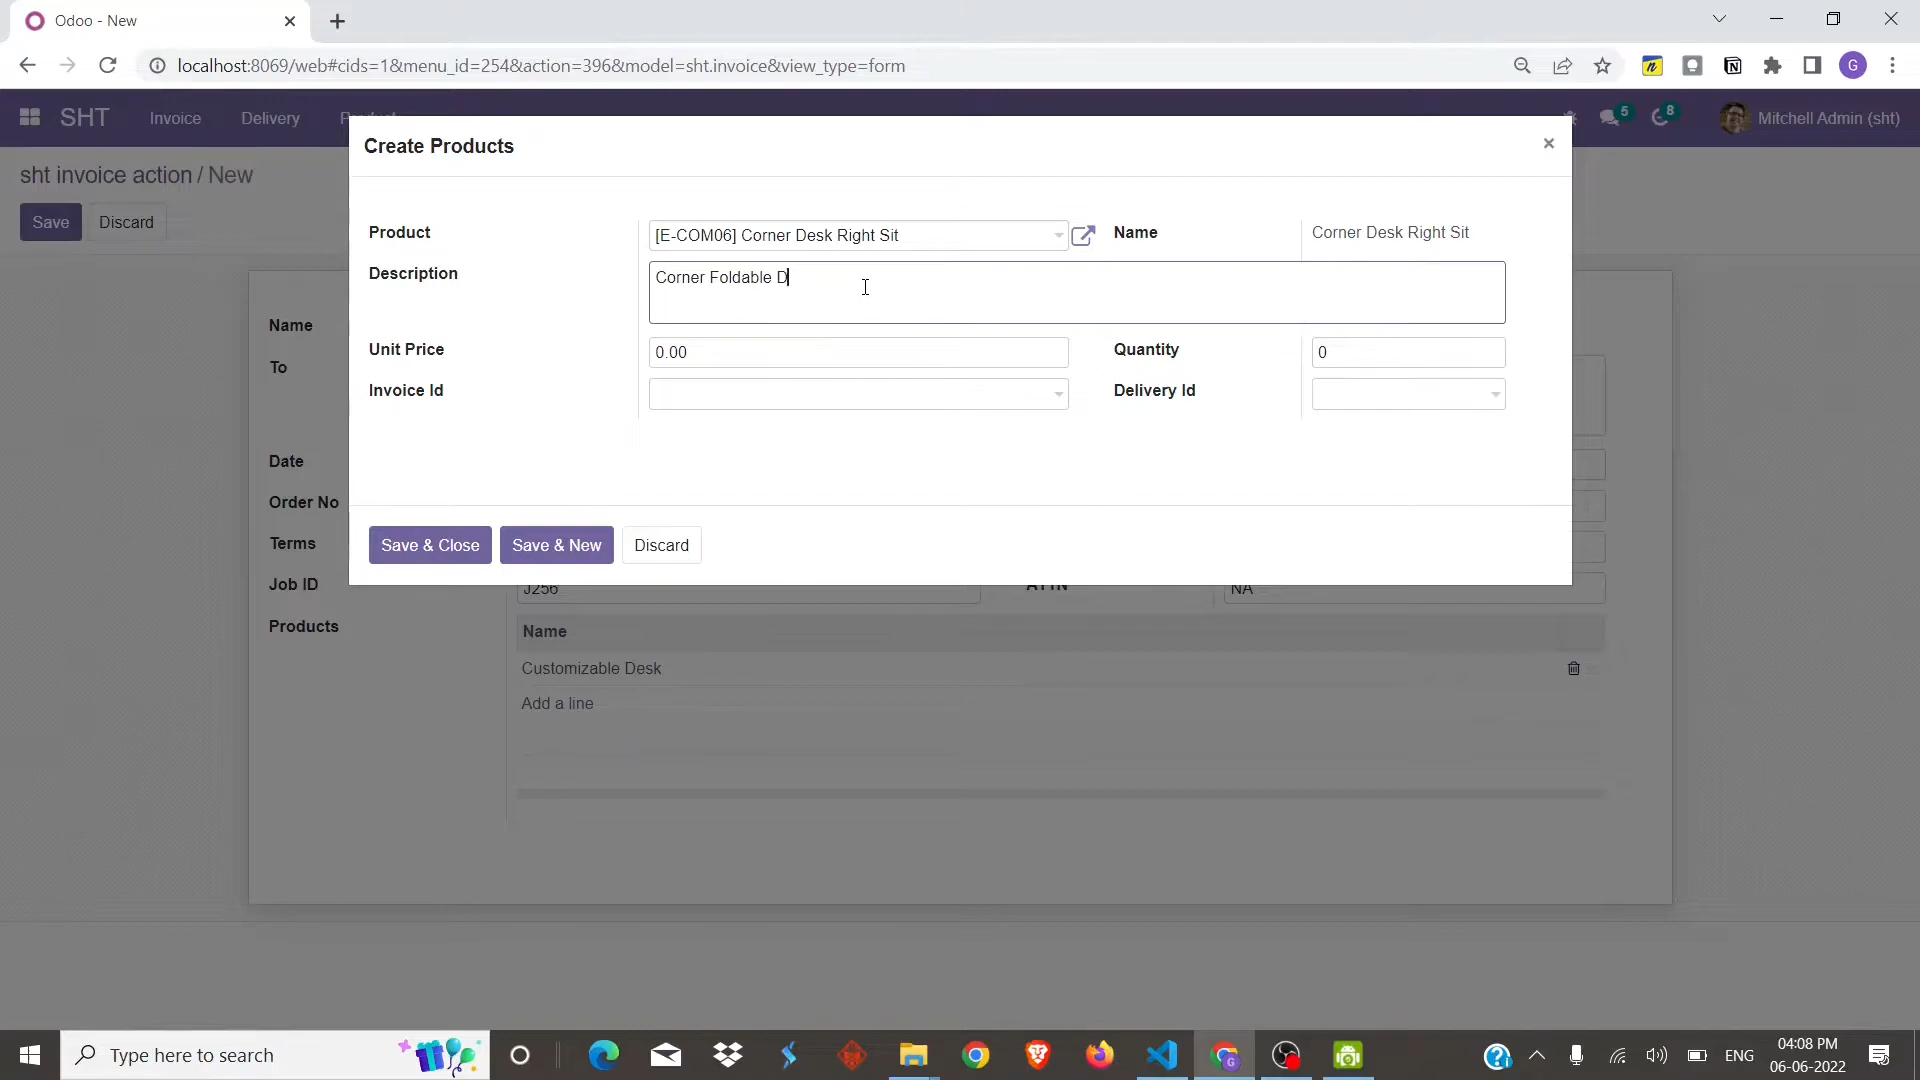 Odoo - New
localhost:8069/web#cids=1&menu_id=254&action=396&model=sht.invoice&view_type=form
G
SHT
Invoice
Delivery
Product
5
8
Mitchell Admin (sht)
sht invoice action / New
Save
Discard
Create Products
×
Product
[E-COM06] Corner Desk Right Sit
Name
Corner Desk Right Sit
Description
Corner Foldable D
Unit Price
0.00
Quantity
0
Invoice Id
Delivery Id
Save & Close
Save & New
Discard
Name
To
Date
Order No
Terms
Job ID
J256
ATTN
NA
Products
Name
Customizable Desk
Add a line
Type here to search
ENG
04:08 PM
06-06-2022